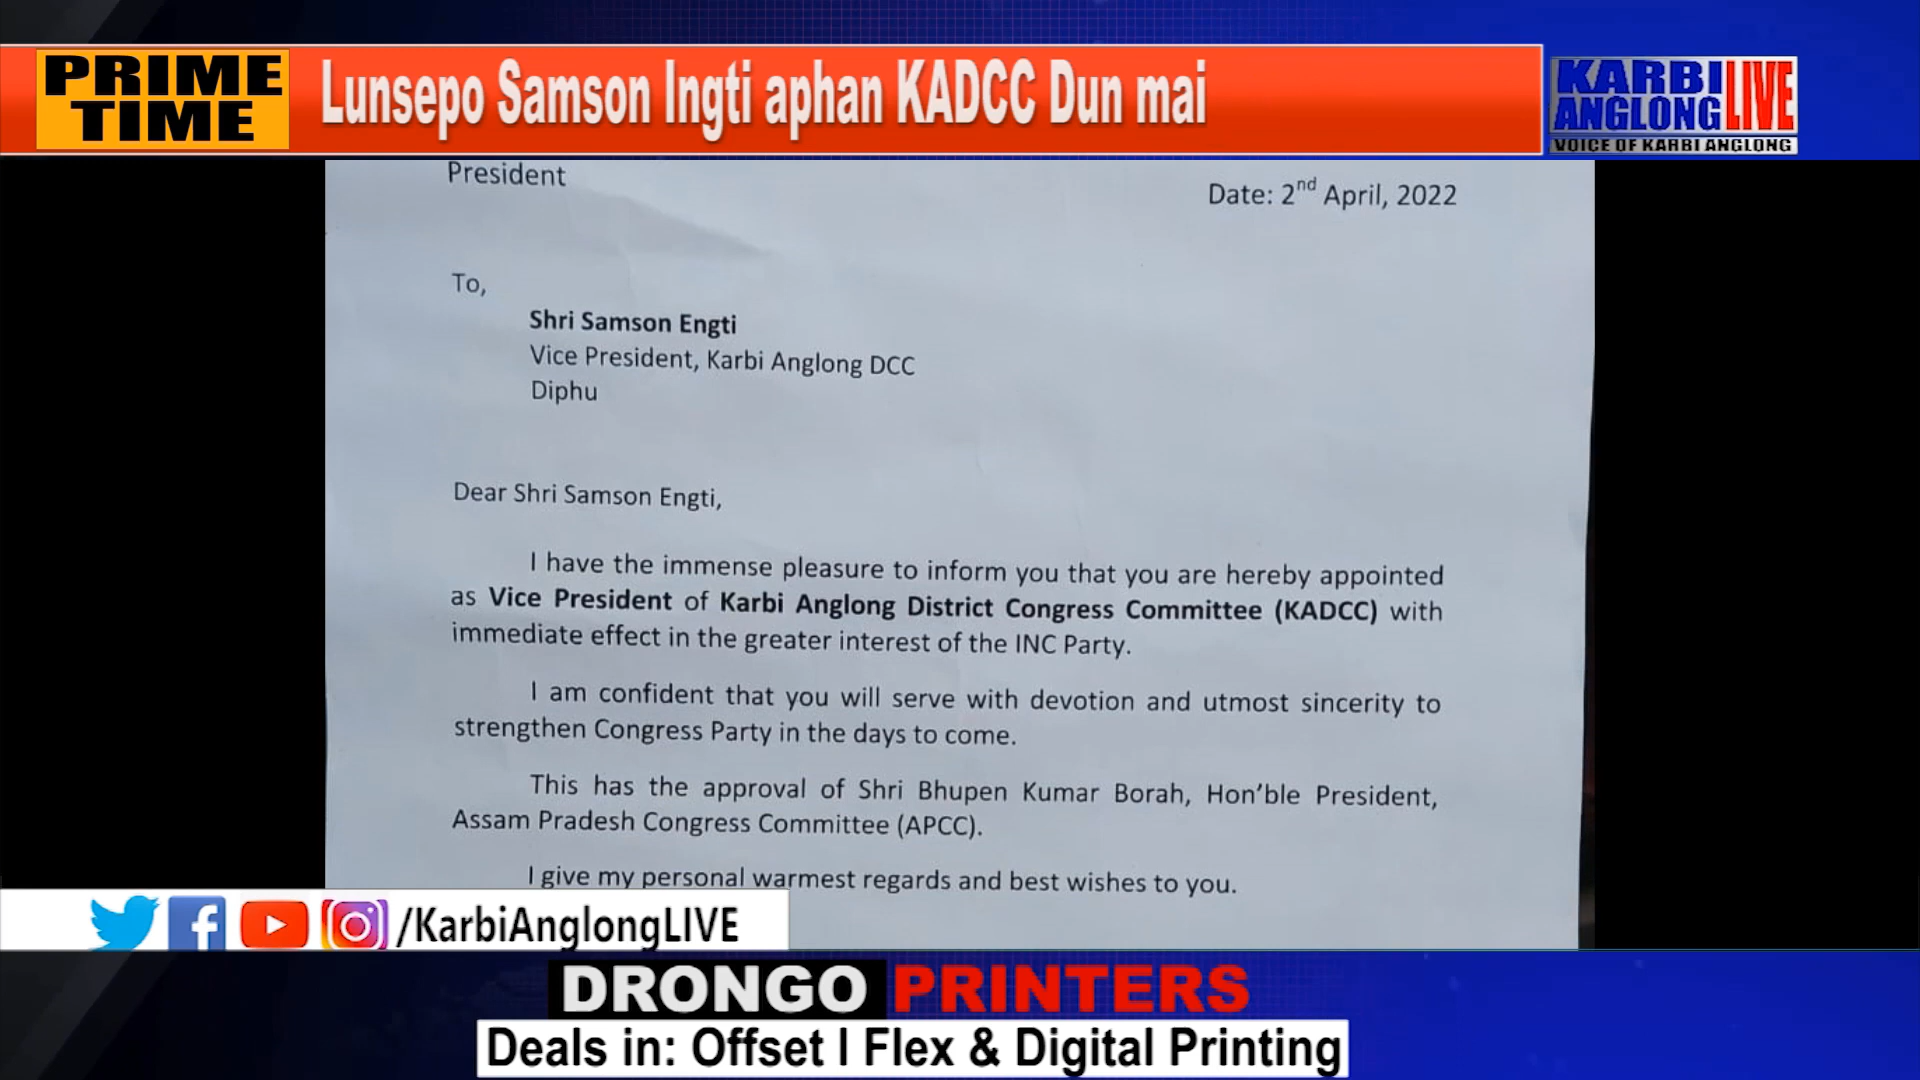 PRIME
TIME
Lunsepo Samson Ingti aphan KADCC Dun mai
KARBI
ANGLONG
LIVE
VOICE OF KARBI ANGLONG
President
Date: 2nd April, 2022
To,
Shri Samson Engti
Vice President, Karbi Anglong DCC
Diphu
Dear Shri Samson Engti,
I have the immense pleasure to inform you that you are hereby appointed
as Vice President of Karbi Anglong District Congress Committee (KADCC) with
immediate effect in the greater interest of the INC Party.
I am confident that you will serve with devotion and utmost sincerity to
strengthen Congress Party in the days to come.
This has the approval of Shri Bhupen Kumar Borah, Hon’ble President,
Assam Pradesh Congress Committee (APCC).
I give my personal warmest regards and best wishes to you.
/KarbiAnglongLIVE
DRONGO PRINTERS
Deals in: Offset I Flex & Digital Printing